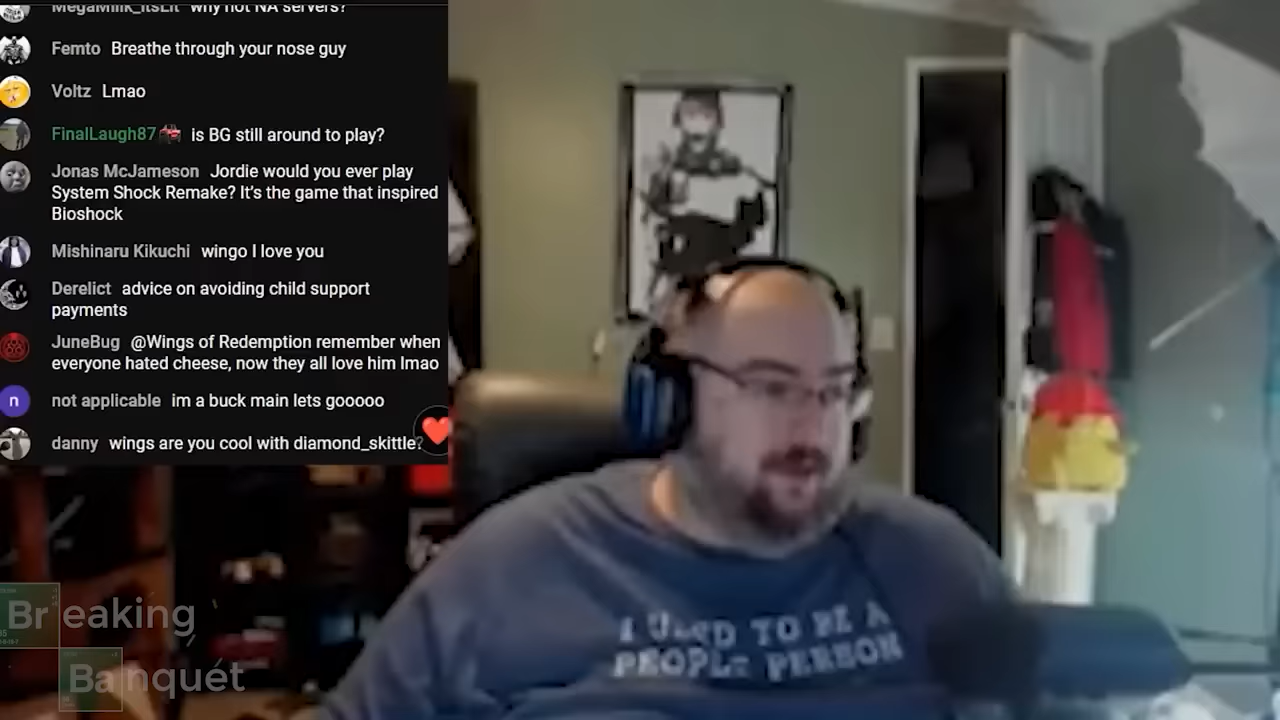 MegaMilk_ItsLit why not NA servers?
Femto Breathe through your nose guy
Voltz Lmao
FinalLaugh87 is BG still around to play?
Jonas McJameson Jordie would you ever play
System Shock Remake? It's the game that inspired
Bioshock
Mishinaru Kikuchi wingo I love you
Derelict advice on avoiding child support
payments
JuneBug @Wings of Redemption remember when
everyone hated cheese, now they all love him lmao
n not applicable im a buck main lets gooooo
danny wings are you cool with diamond_skittle?
I USED TO BE A
PEOPLE PERSON
Breaking
Banquet